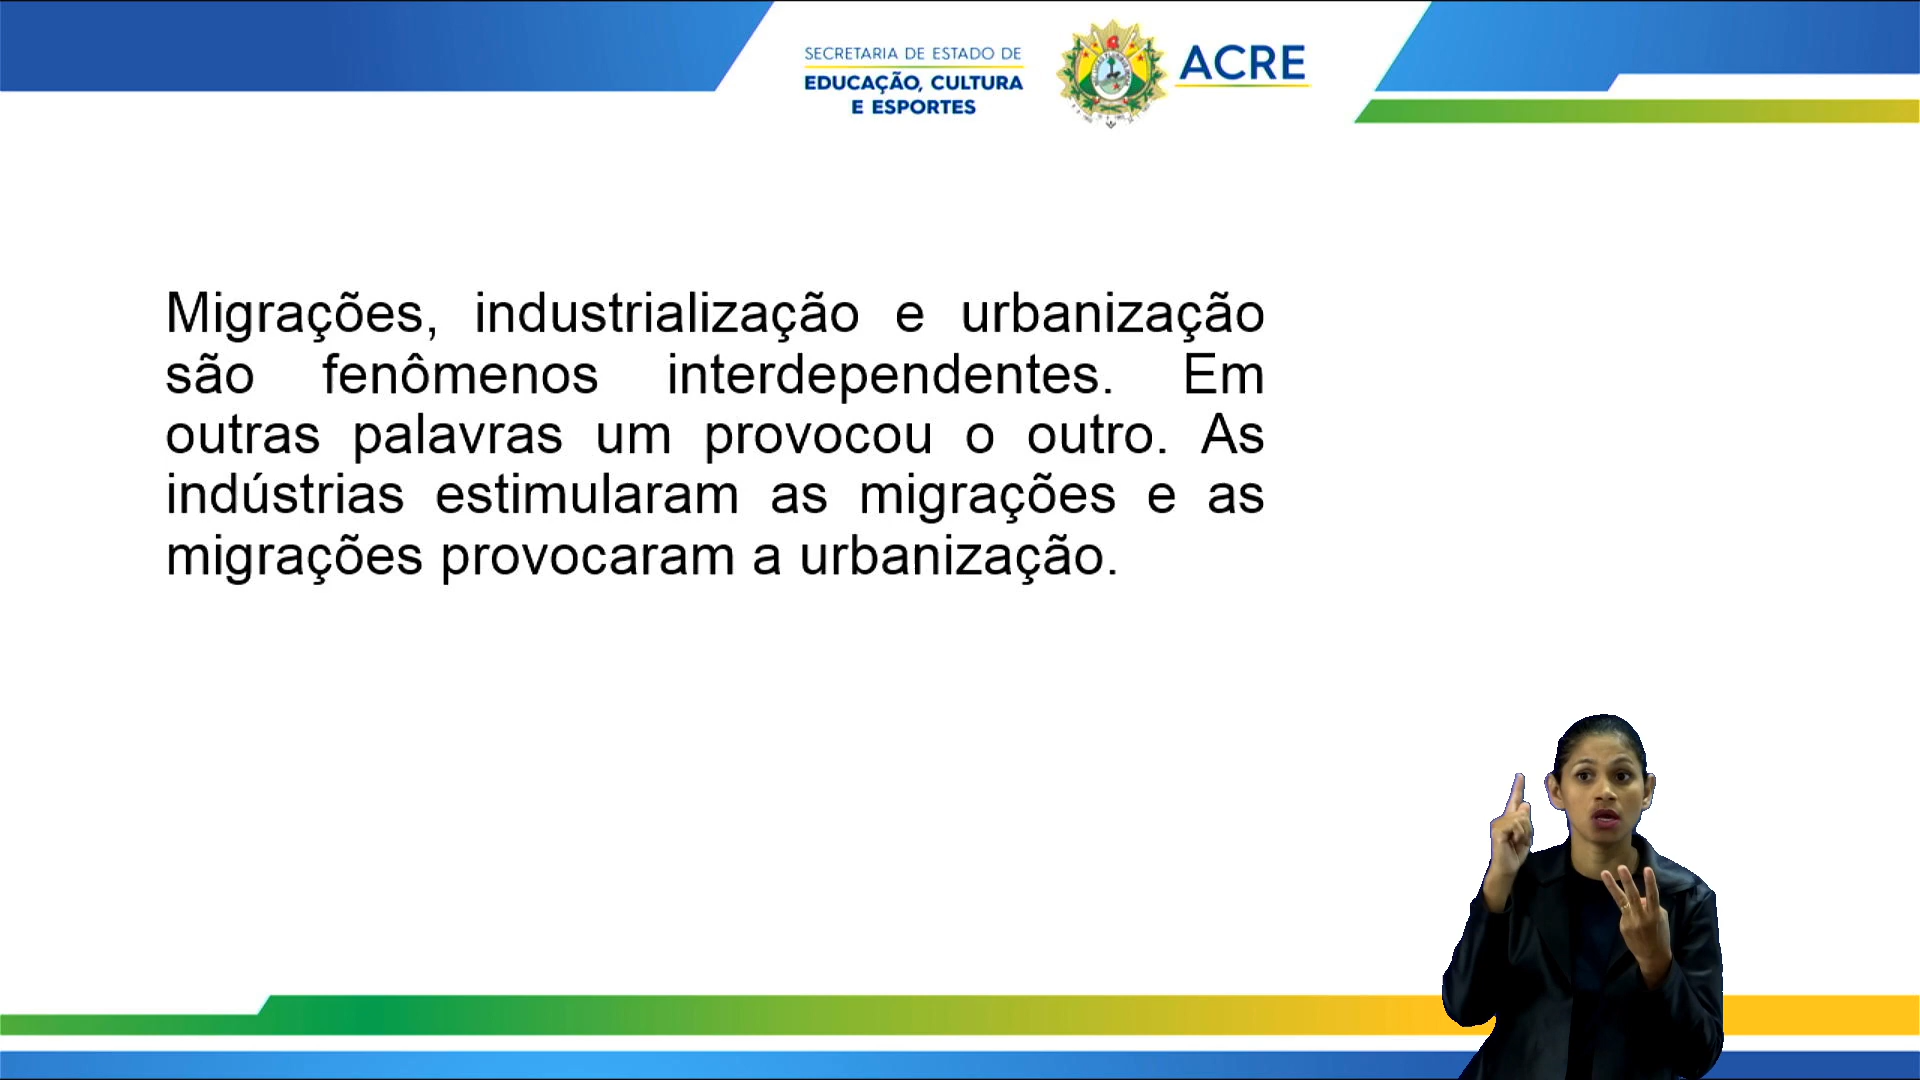 SECRETARIA DE ESTADO DE
EDUCAÇÃO, CULTURA
E ESPORTES
ACRE
Migrações, industrialização e urbanização
são fenômenos interdependentes. Em
outras palavras um provocou o outro. As
indústrias estimularam as migrações e as
migrações provocaram a urbanização.